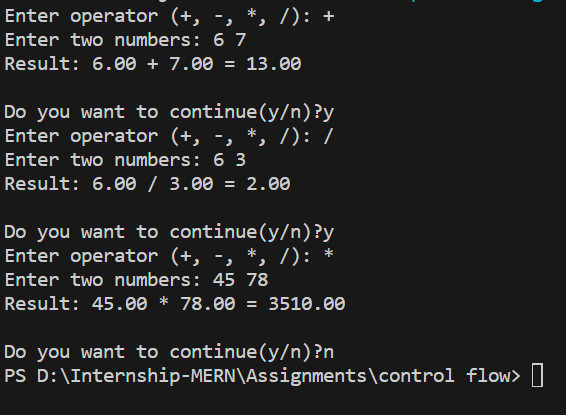 Enter operator (+, -, *, /): +
Enter two numbers: 6 7
Result: 6.00 + 7.00 = 13.00
Do you want to continue(y/n)?y
Enter operator (+, -, *, /): /
Enter two numbers: 6 3
Result: 6.00 / 3.00 = 2.00
Do you want to continue(y/n)?y
Enter operator (+, -, *, /): *
Enter two numbers: 45 78
Result: 45.00 * 78.00 = 3510.00
Do you want to continue(y/n)?n
PS D:\Internship-MERN\Assignments\control flow>